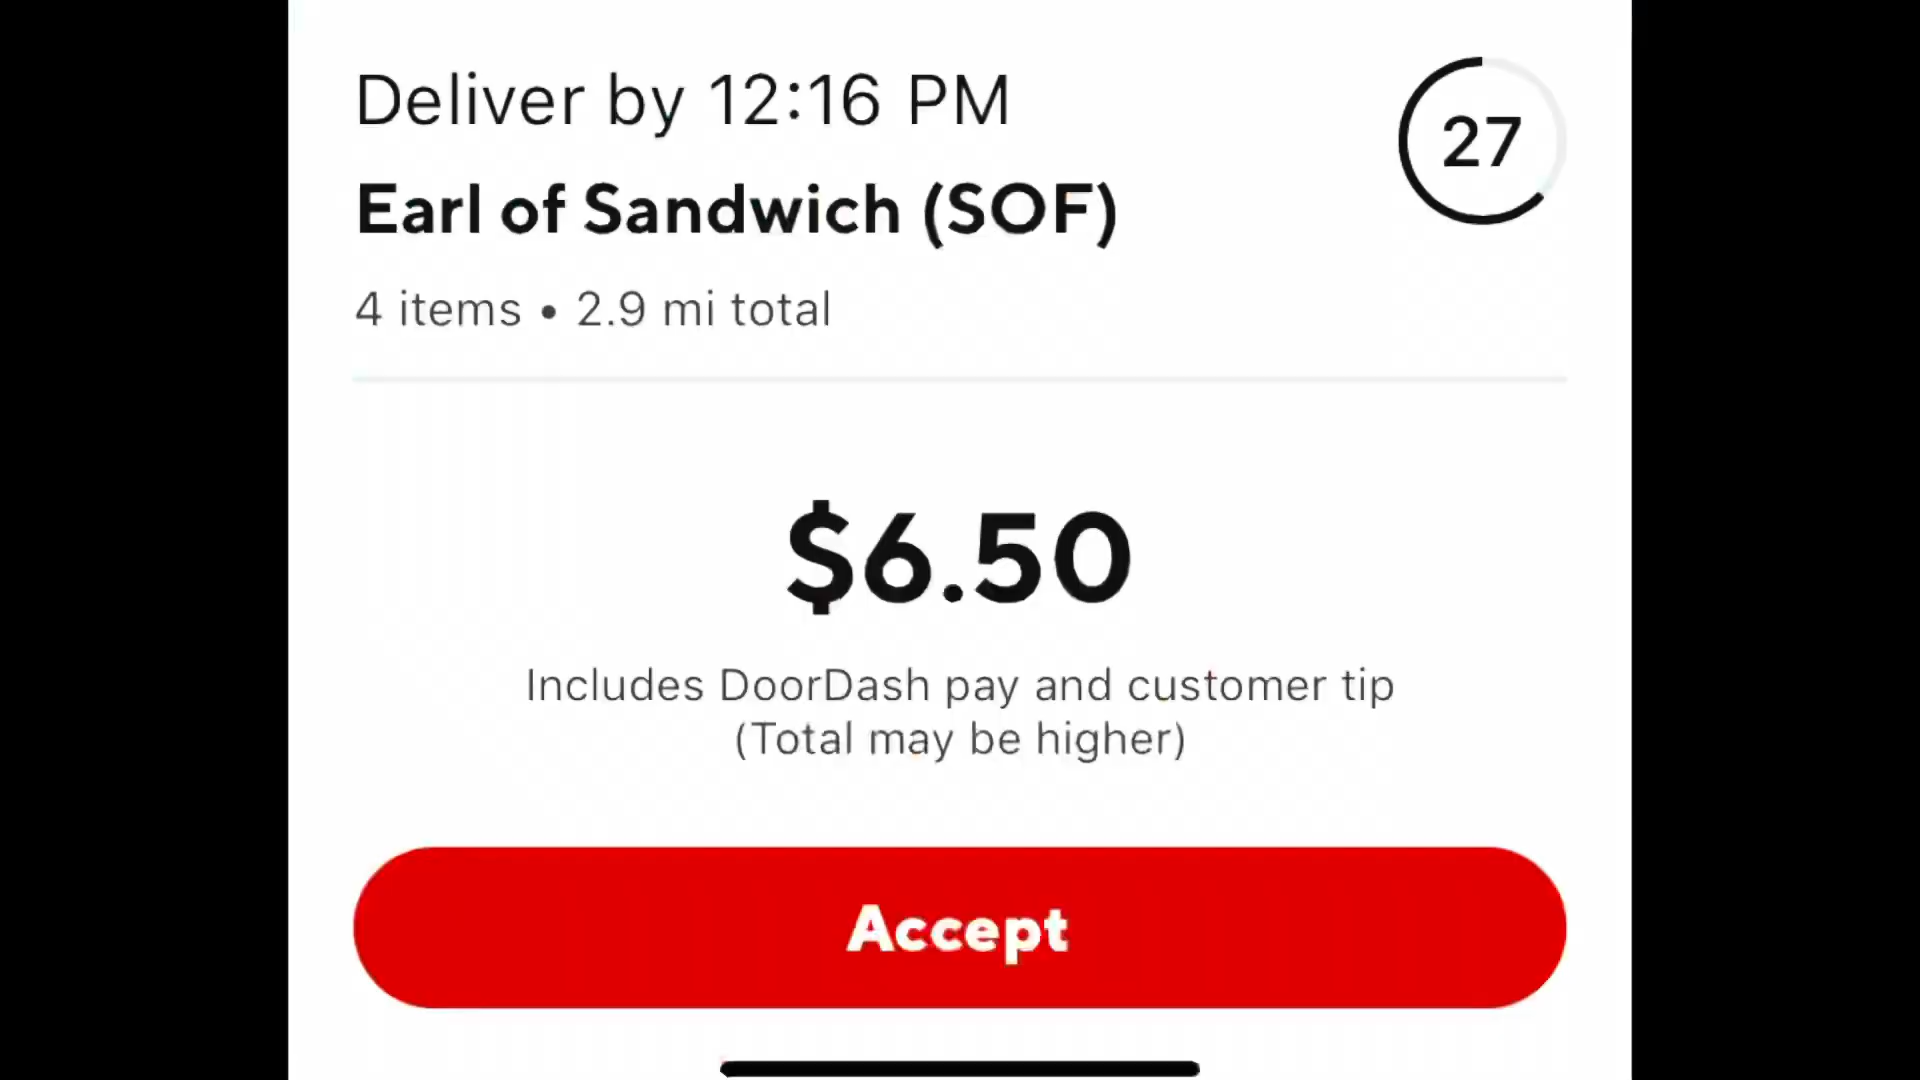 Deliver by 12:16 PM
27
Earl of Sandwich (SOF)
4 items • 2.9 mi total
$6.50
Includes DoorDash pay and customer tip
(Total may be higher)
Accept